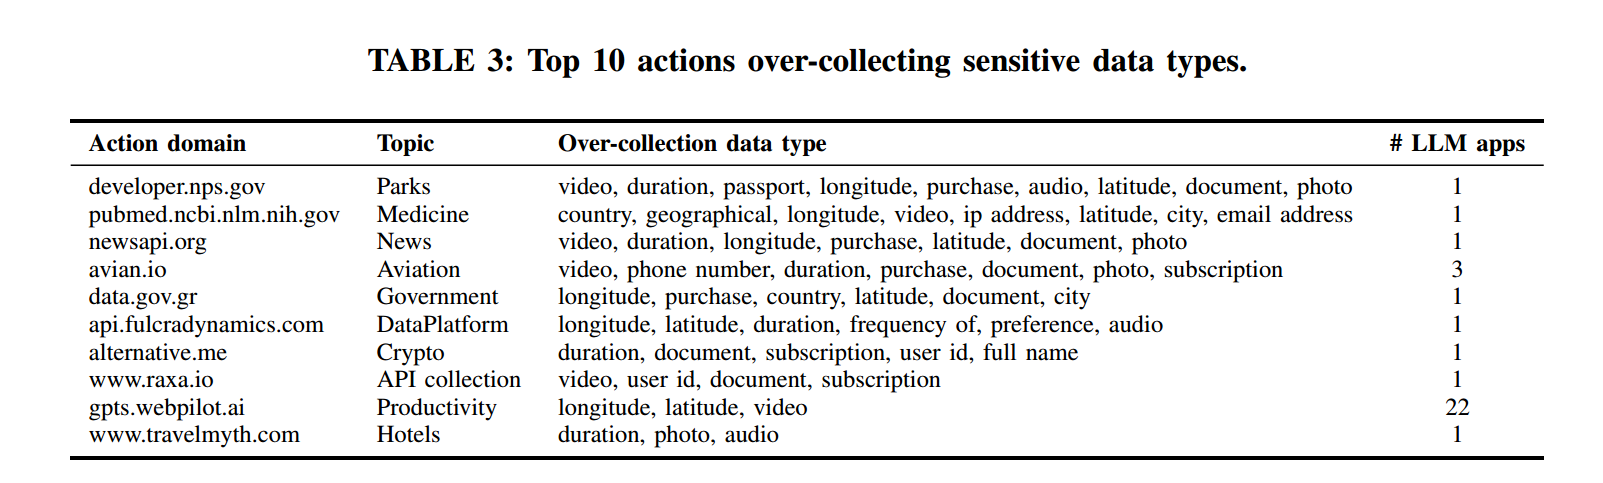 TABLE 3: Top 10 actions over-collecting sensitive data types.
Action domain Topic Over-collection data type # LLM apps
developer.nps.gov Parks video, duration, passport, longitude, purchase, audio, latitude, document, photo 1
pubmed.ncbi.nlm.nih.gov Medicine country, geographical, longitude, video, ip address, latitude, city, email address 1
newsapi.org News video, duration, longitude, purchase, latitude, document, photo 1
avian.io Aviation video, phone number, duration, purchase, document, photo, subscription 3
data.gov.gr Government longitude, purchase, country, latitude, document, city 1
api.fulcradynamics.com DataPlatform longitude, latitude, duration, frequency of, preference, audio 1
alternative.me Crypto duration, document, subscription, user id, full name 1
www.raxa.io API collection video, user id, document, subscription 1
gpts.webpilot.ai Productivity longitude, latitude, video 22
www.travelmyth.com Hotels duration, photo, audio 1